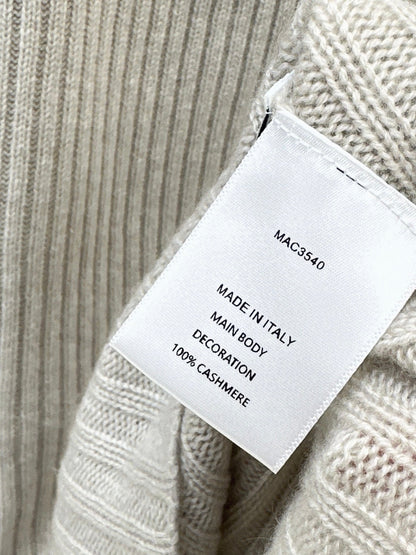 MAC3540
MADE IN ITALY
MAIN BODY
DECORATION
100% CASHMERE